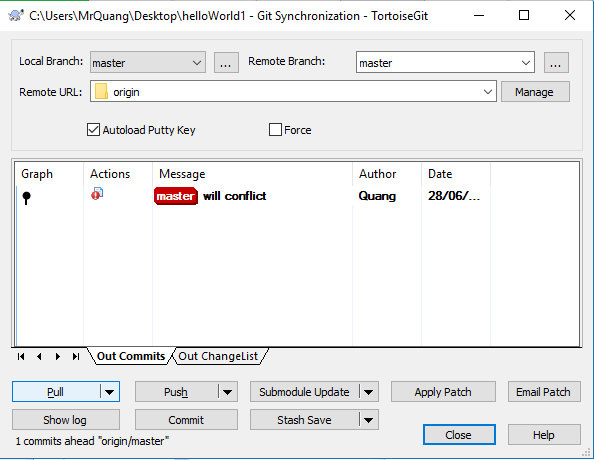 C:\Users\MrQuang\Desktop\helloWorld1 - Git Synchronization - TortoiseGit
Local Branch: master ... Remote Branch: master ...
Remote URL: origin Manage
Autoload Putty Key Force
Graph Actions Message Author Date
master will conflict Quang 28/06/...
Out Commits Out ChangeList
Pull Push Submodule Update Apply Patch Email Patch
Show log Commit Stash Save
1 commits ahead "origin/master"
Close Help